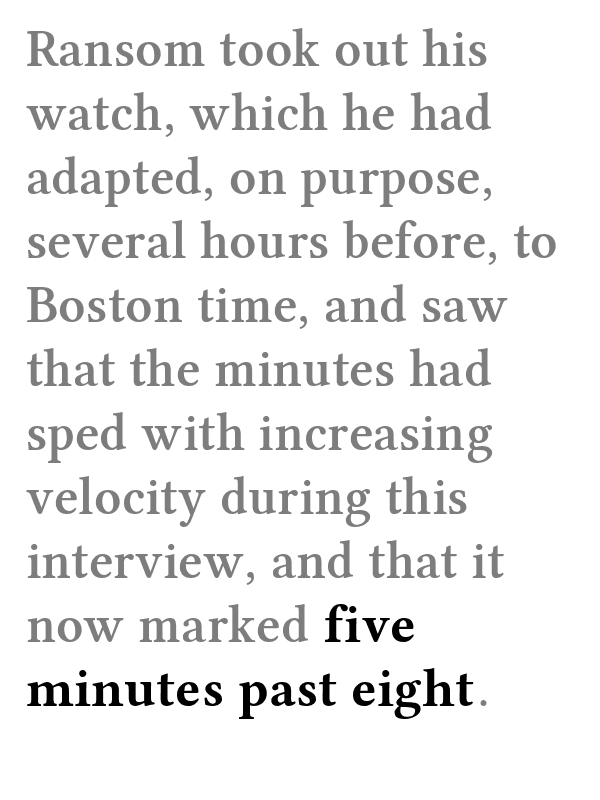 Ransom took out his
watch, which he had
adapted, on purpose,
several hours before, to
Boston time, and saw
that the minutes had
sped with increasing
velocity during this
interview, and that it
now marked five
minutes past eight.